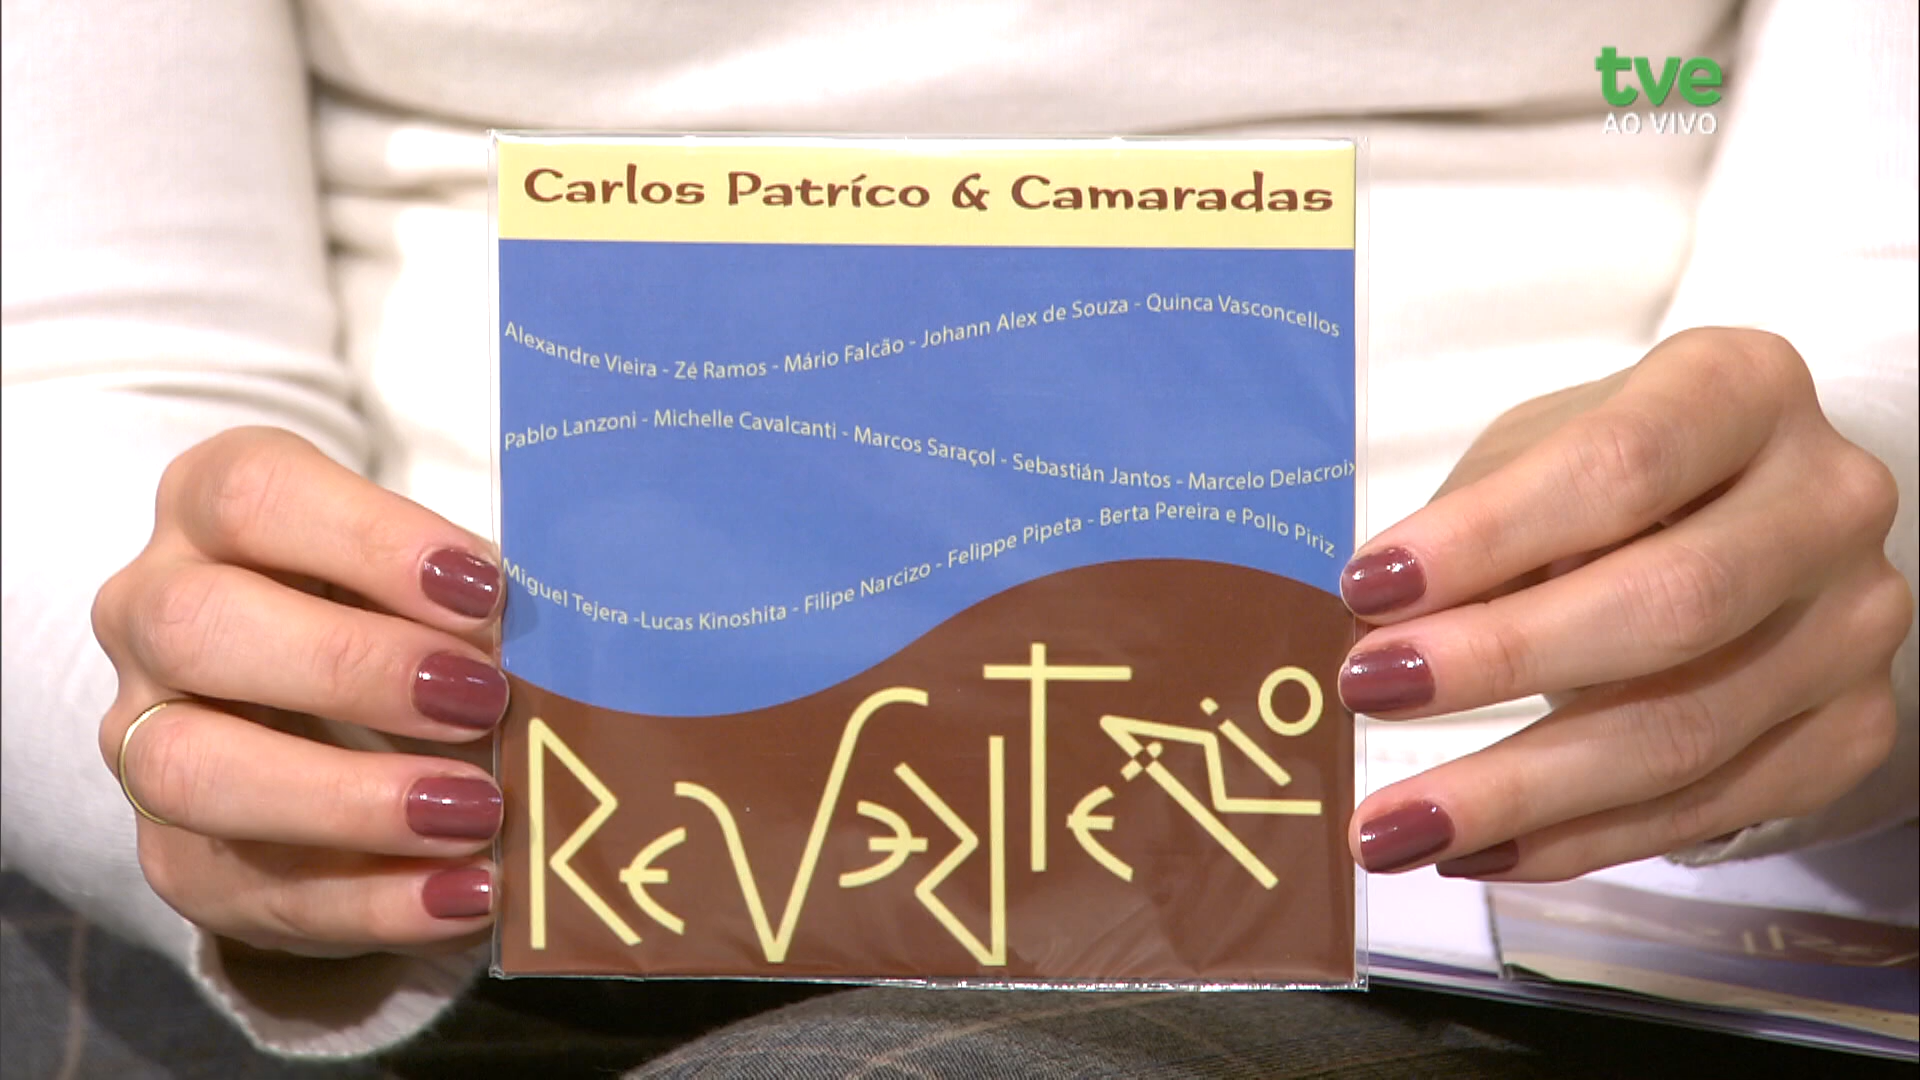 tve
AO VIVO
Carlos Patríco & Camaradas
Alexandre Vieira - Zé Ramos - Mário Falcão - Johann Alex de Souza - Quinca Vasconcellos
Pablo Lanzoni - Michelle Cavalcanti - Marcos Saraçol - Sebastián Jantos - Marcelo Delacroix
Miguel Tejera -Lucas Kinoshita - Filipe Narcizo - Felippe Pipeta - Berta Pereira e Pollo Piriz
ReVerTério